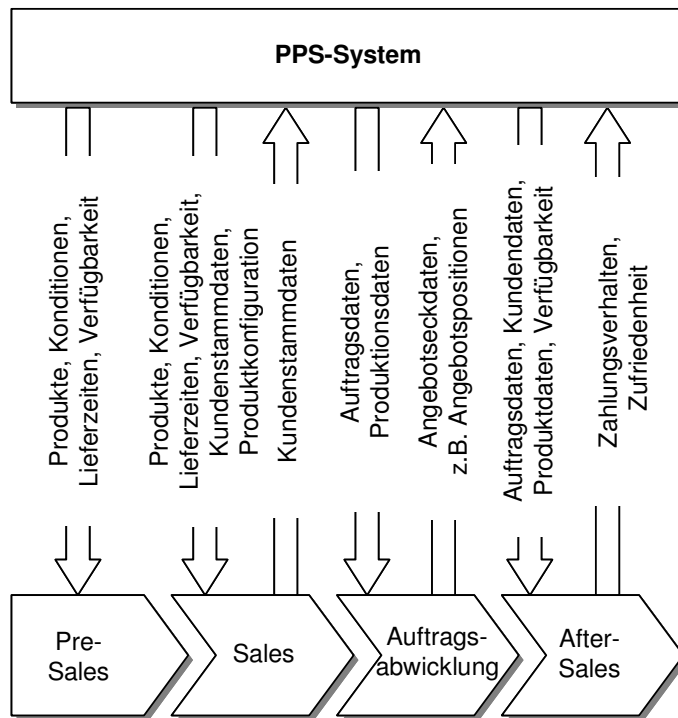 PPS-System
Produkte, Konditionen,
Lieferzeiten, Verfügbarkeit
Produkte, Konditionen,
Lieferzeiten, Verfügbarkeit,
Kundenstammdaten,
Produktkonfiguration
Kundenstammdaten
Auftragsdaten,
Produktionsdaten
Angebotseckdaten,
z.B. Angebotspositionen
Auftragsdaten, Kundendaten,
Produktdaten, Verfügbarkeit
Zahlungsverhalten,
Zufriedenheit
Pre-
Sales
Sales
Auftrags-
abwicklung
After-
Sales